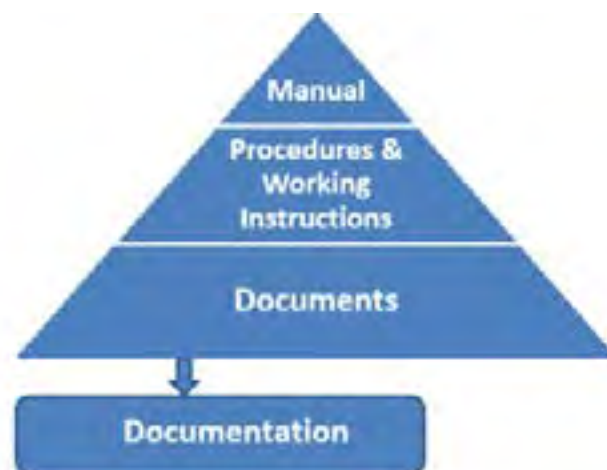 Manual
Procedures &
Working
Instructions
Documents
Documentation